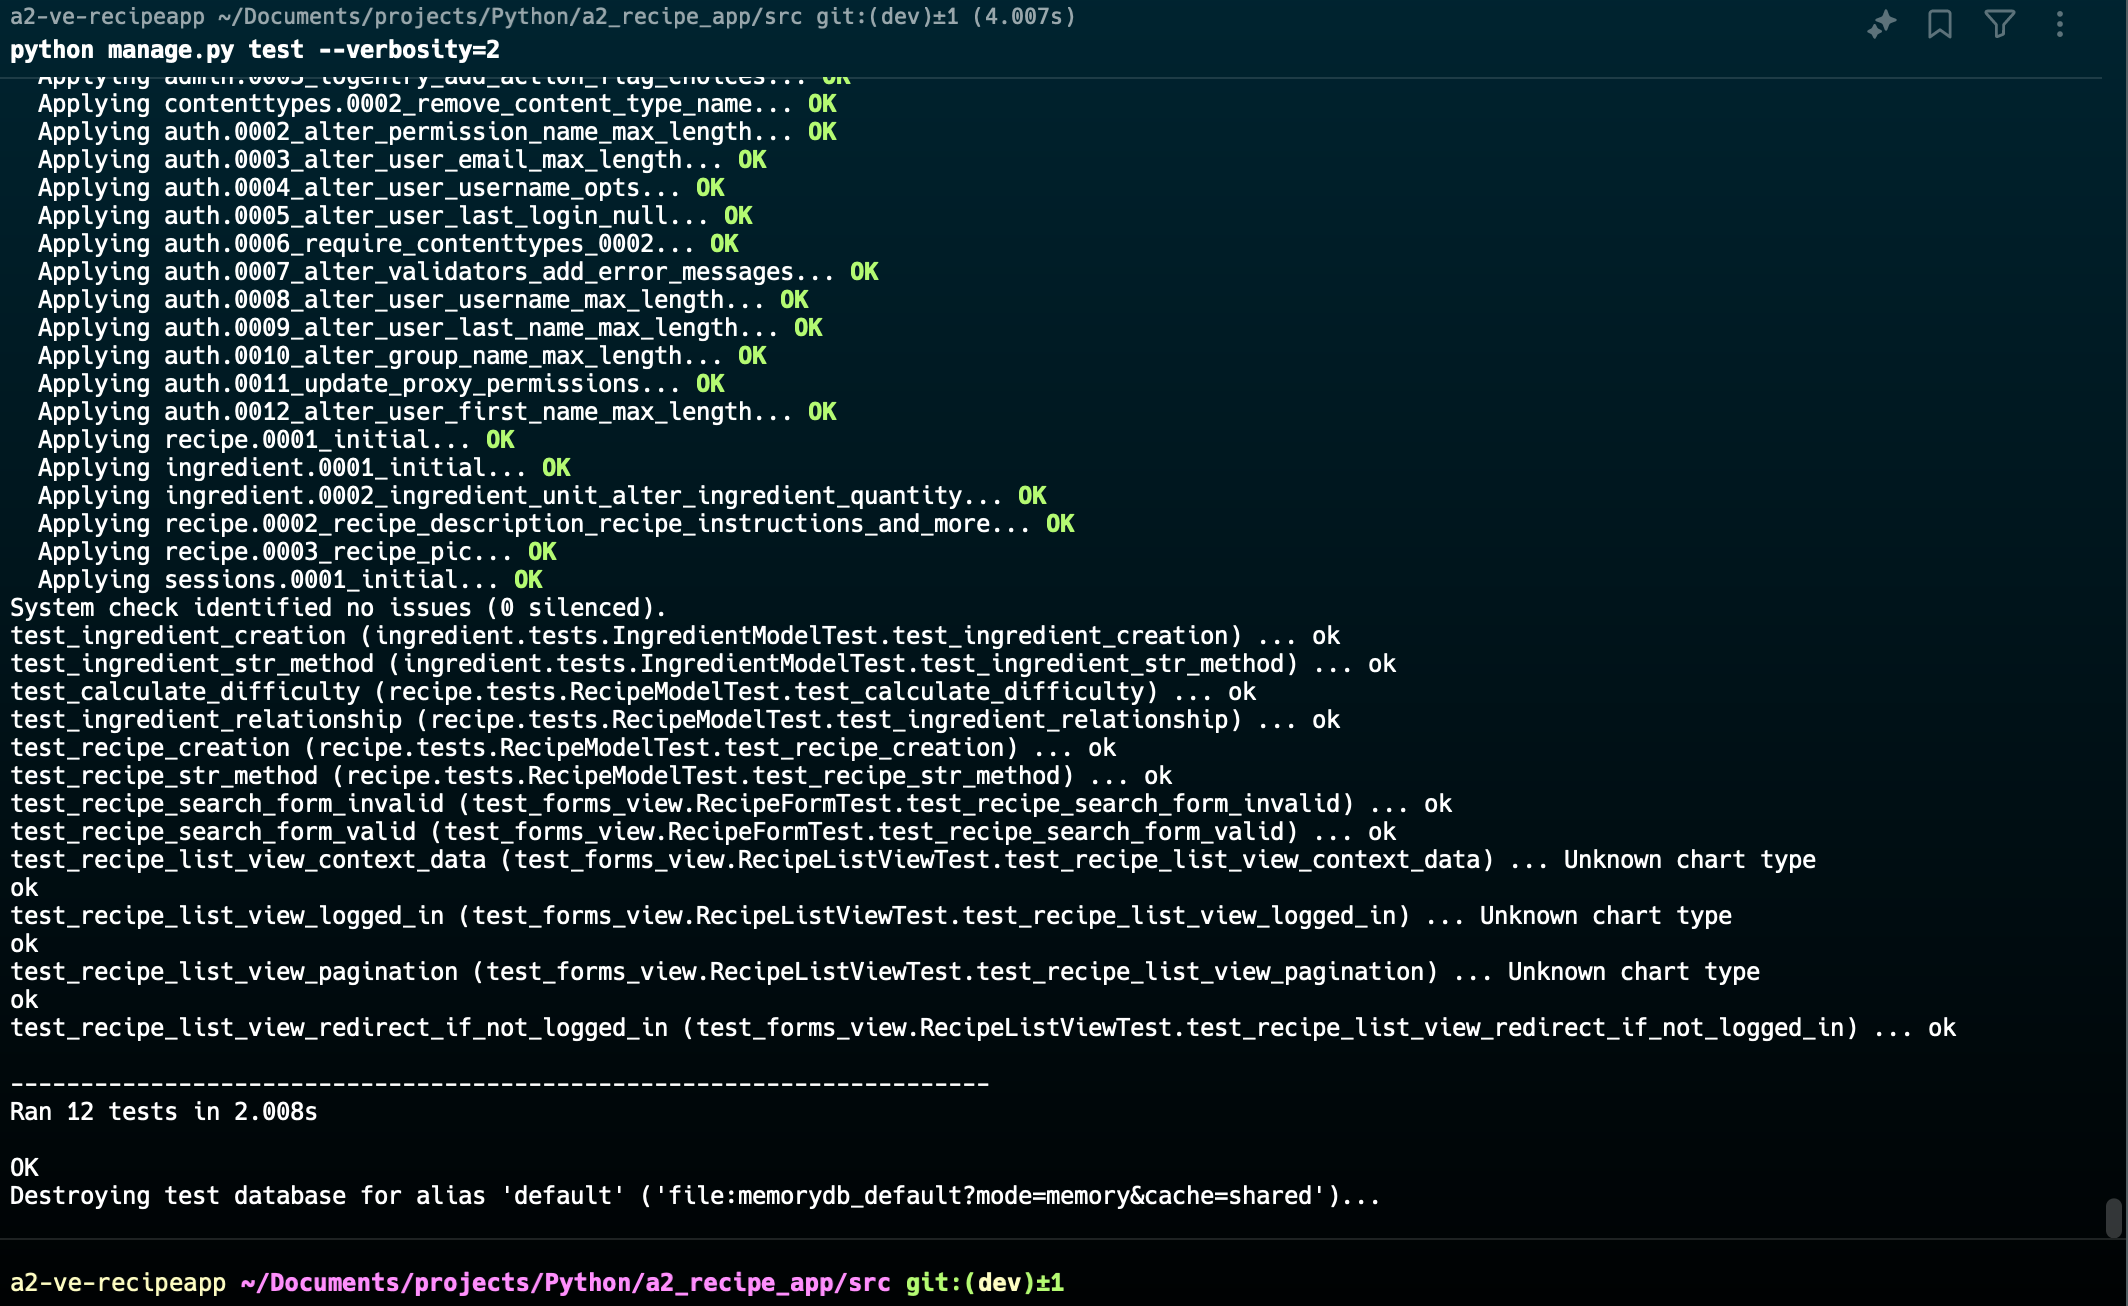 a2-ve-recipeapp ~/Documents/projects/Python/a2_recipe_app/src git:(dev)±1 (4.007s)
python manage.py test --verbosity=2
  Applying admin.0003_logentry_add_action_flag_choices... OK
  Applying contenttypes.0002_remove_content_type_name... OK
  Applying auth.0002_alter_permission_name_max_length... OK
  Applying auth.0003_alter_user_email_max_length... OK
  Applying auth.0004_alter_user_username_opts... OK
  Applying auth.0005_alter_user_last_login_null... OK
  Applying auth.0006_require_contenttypes_0002... OK
  Applying auth.0007_alter_validators_add_error_messages... OK
  Applying auth.0008_alter_user_username_max_length... OK
  Applying auth.0009_alter_user_last_name_max_length... OK
  Applying auth.0010_alter_group_name_max_length... OK
  Applying auth.0011_update_proxy_permissions... OK
  Applying auth.0012_alter_user_first_name_max_length... OK
  Applying recipe.0001_initial... OK
  Applying ingredient.0001_initial... OK
  Applying ingredient.0002_ingredient_unit_alter_ingredient_quantity... OK
  Applying recipe.0002_recipe_description_recipe_instructions_and_more... OK
  Applying recipe.0003_recipe_pic... OK
  Applying sessions.0001_initial... OK
System check identified no issues (0 silenced).
test_ingredient_creation (ingredient.tests.IngredientModelTest.test_ingredient_creation) ... ok
test_ingredient_str_method (ingredient.tests.IngredientModelTest.test_ingredient_str_method) ... ok
test_calculate_difficulty (recipe.tests.RecipeModelTest.test_calculate_difficulty) ... ok
test_ingredient_relationship (recipe.tests.RecipeModelTest.test_ingredient_relationship) ... ok
test_recipe_creation (recipe.tests.RecipeModelTest.test_recipe_creation) ... ok
test_recipe_str_method (recipe.tests.RecipeModelTest.test_recipe_str_method) ... ok
test_recipe_search_form_invalid (test_forms_view.RecipeFormTest.test_recipe_search_form_invalid) ... ok
test_recipe_search_form_valid (test_forms_view.RecipeFormTest.test_recipe_search_form_valid) ... ok
test_recipe_list_view_context_data (test_forms_view.RecipeListViewTest.test_recipe_list_view_context_data) ... Unknown chart type
ok
test_recipe_list_view_logged_in (test_forms_view.RecipeListViewTest.test_recipe_list_view_logged_in) ... Unknown chart type
ok
test_recipe_list_view_pagination (test_forms_view.RecipeListViewTest.test_recipe_list_view_pagination) ... Unknown chart type
ok
test_recipe_list_view_redirect_if_not_logged_in (test_forms_view.RecipeListViewTest.test_recipe_list_view_redirect_if_not_logged_in) ... ok
----------------------------------------------------------------------
Ran 12 tests in 2.008s
OK
Destroying test database for alias 'default' ('file:memorydb_default?mode=memory&cache=shared')...
a2-ve-recipeapp ~/Documents/projects/Python/a2_recipe_app/src git:(dev)±1